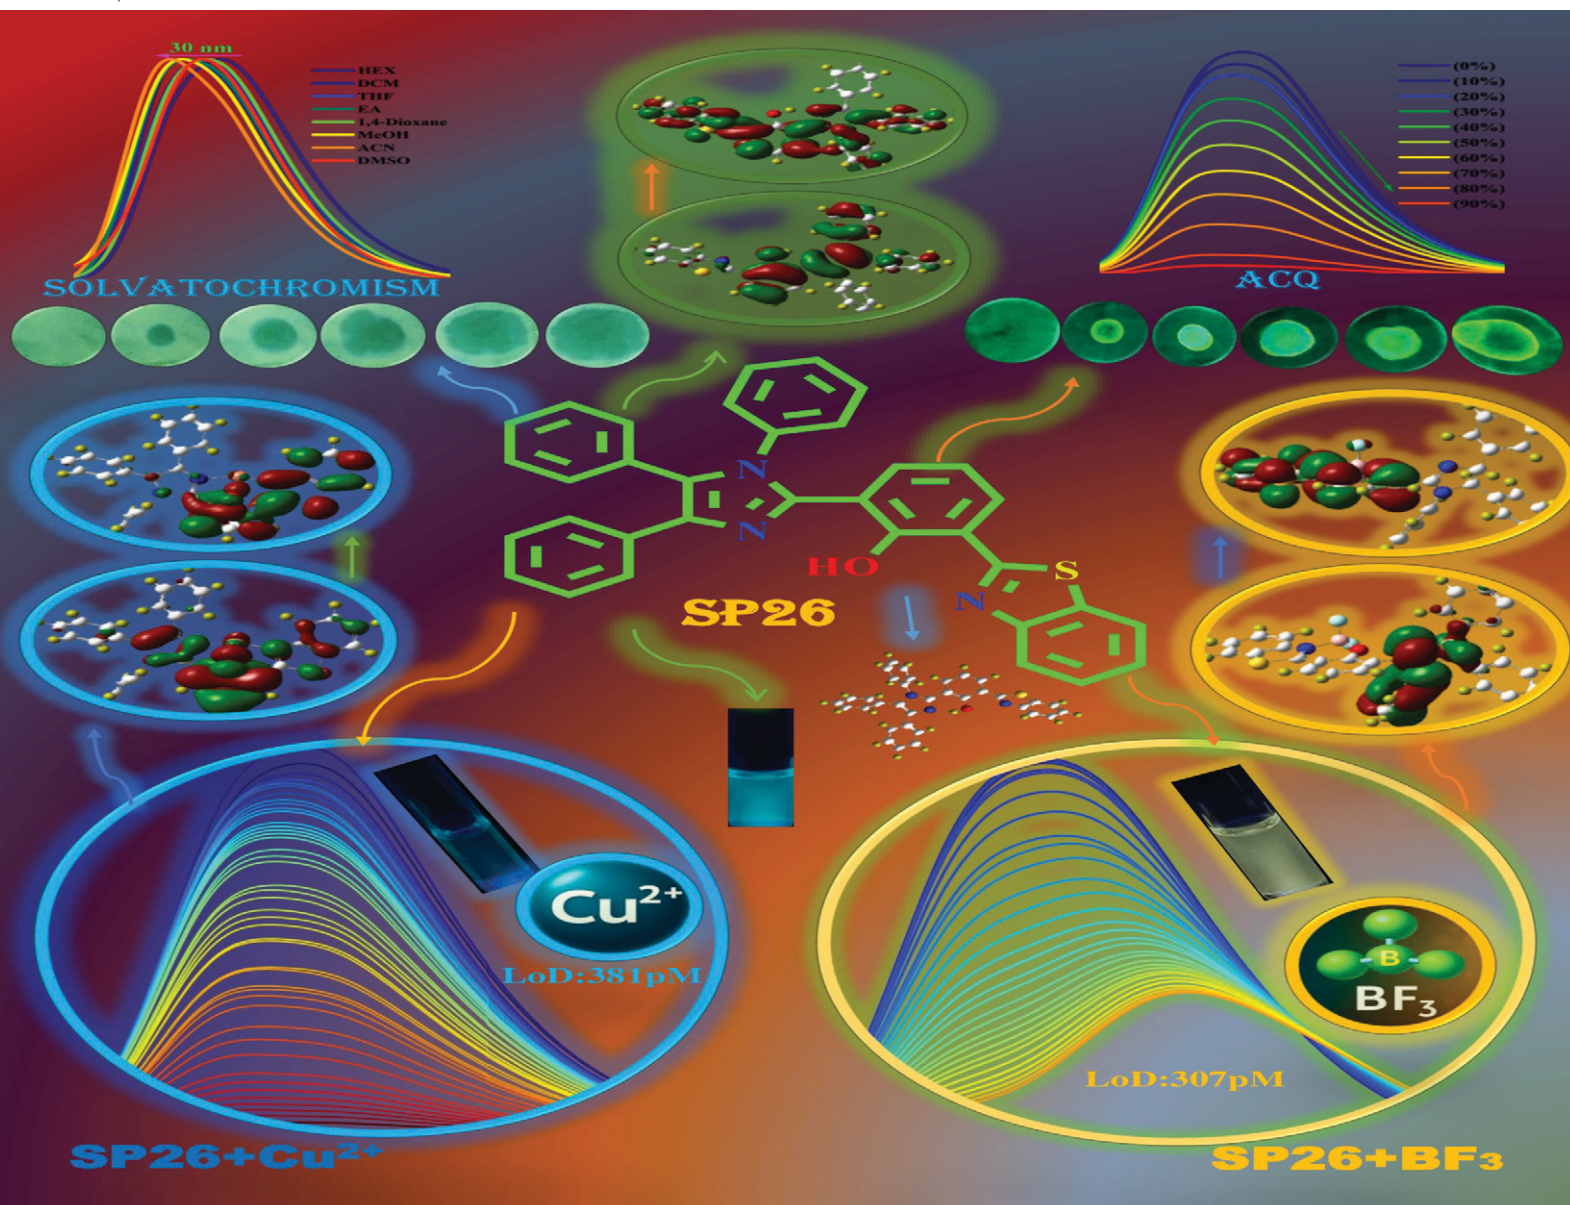 30 nm
HEX
DCM
THF
EA
1,4-Dioxane
MeOH
ACN
DMSO
SOLVATOCHROMISM
(0%)
(10%)
(20%)
(30%)
(40%)
(50%)
(60%)
(70%)
(80%)
(90%)
ACQ
N
N
HO
S
N
SP26
Cu²⁺
LoD:381pM
SP26+Cu²⁺
B
BF₃
LoD:307pM
SP26+BF₃